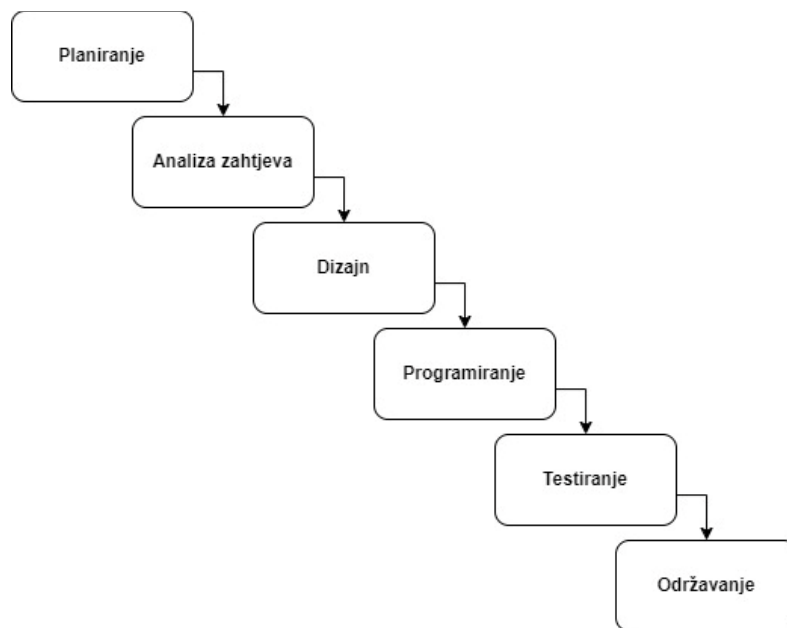 Planiranje
Analiza zahtjeva
Dizajn
Programiranje
Testiranje
Održavanje